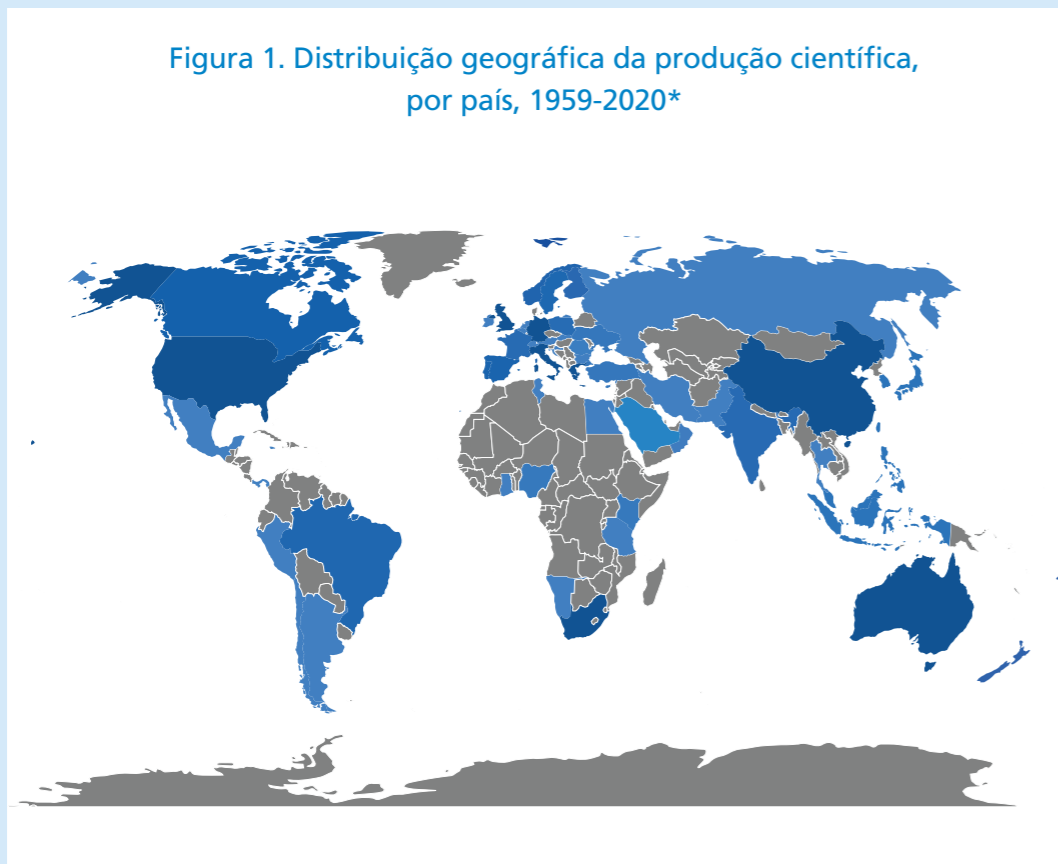 Figura 1. Distribuição geográfica da produção científica,
por país, 1959-2020*